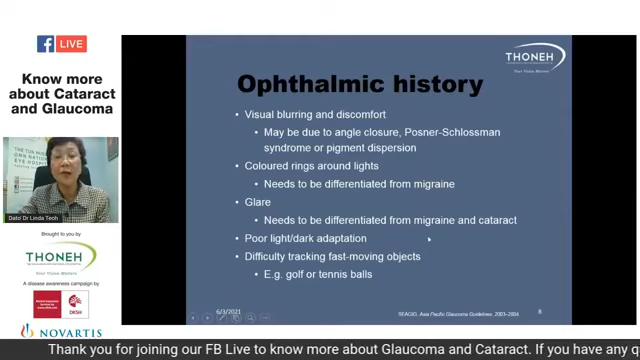 LIVE
Know more
about Cataract
and Glaucoma
Dato' Dr Linda Teoh
Brought to you by
THONEH
Your Vision Matters
A disease awareness campaign by
DKSH
NOVARTIS
THONEH
Your Vision Matters
Ophthalmic history
• Visual blurring and discomfort
• May be due to angle closure, Posner-Schlossman
syndrome or pigment dispersion
• Coloured rings around lights
• Needs to be differentiated from migraine
• Glare
• Needs to be differentiated from migraine and cataract
• Poor light/dark adaptation
• Difficulty tracking fast-moving objects
• E.g. golf or tennis balls
6/3/2021
SEAGIG. Asia Pacific Glaucoma Guidelines. 2003–2004.
8
Thank you for joining our FB Live to know more about Glaucoma and Cataract. If you have any q